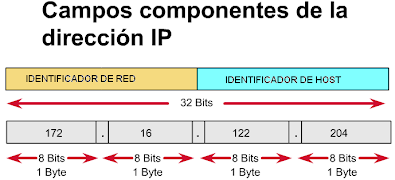 Campos componentes de la
dirección IP
IDENTIFICADOR DE RED IDENTIFICADOR DE HOST
32 Bits
172 . 16 . 122 . 204
8 Bits 8 Bits 8 Bits 8 Bits
1 Byte 1 Byte 1 Byte 1 Byte